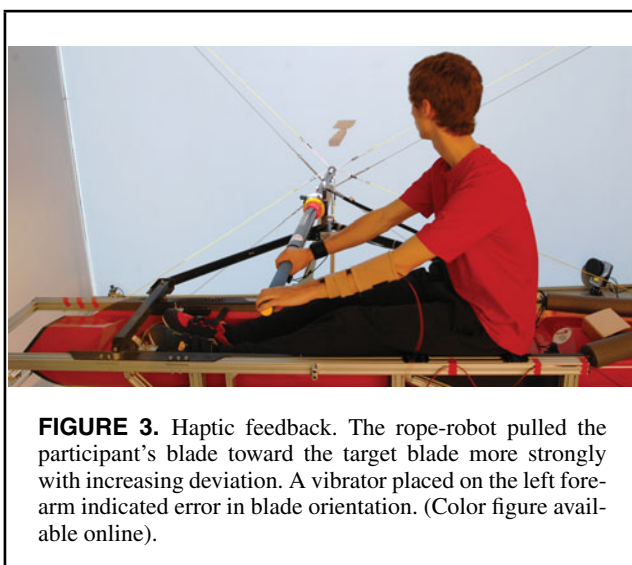 FIGURE 3. Haptic feedback. The rope-robot pulled the
participant's blade toward the target blade more strongly
with increasing deviation. A vibrator placed on the left fore-
arm indicated error in blade orientation. (Color figure avail-
able online).